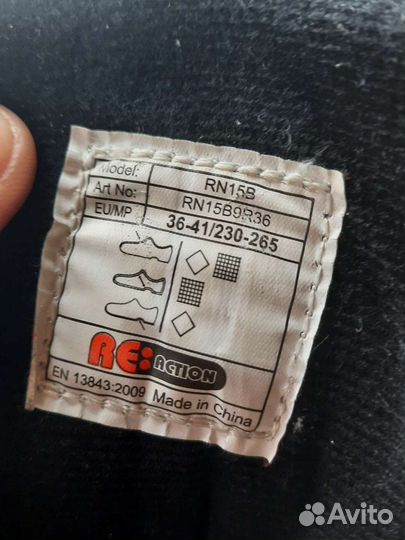 Model: RN15B
Art No: RN15B9R36
EU/MP 36-41/230-265
RE:ACTION
EN 13843:2009 Made in China
Avito